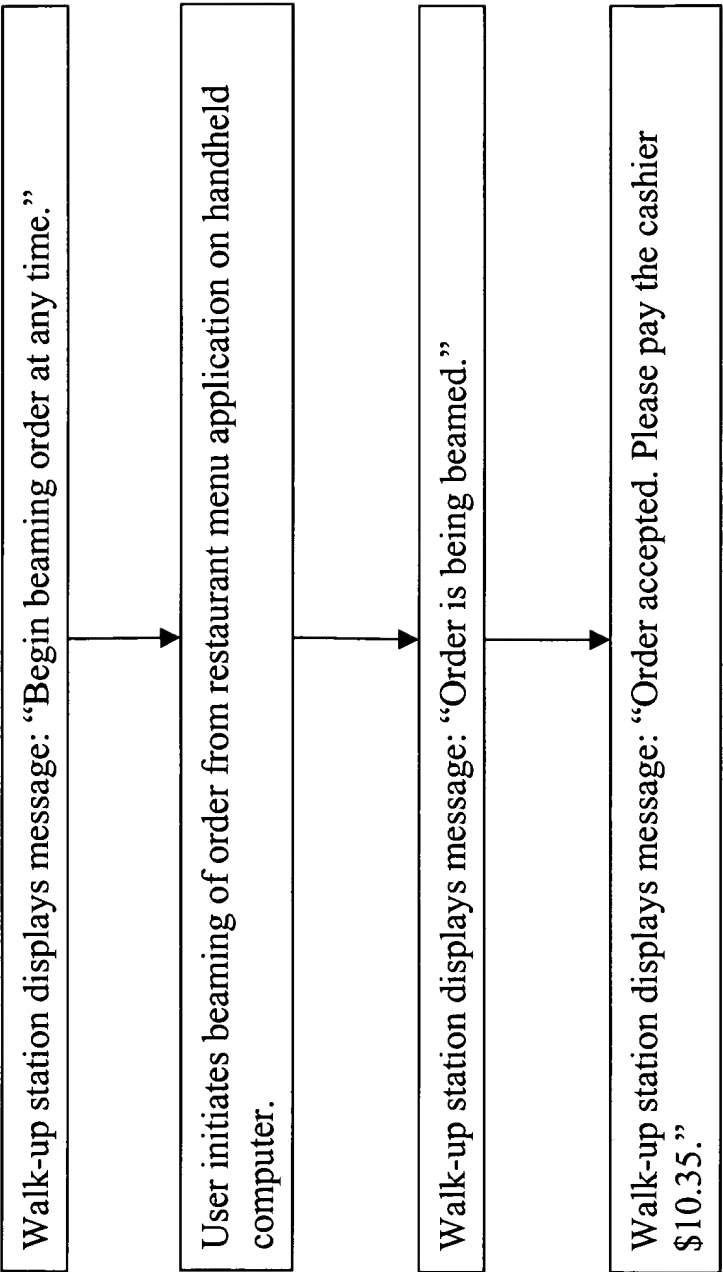 Walk-up station displays message: “Begin beaming order at any time.”
User initiates beaming of order from restaurant menu application on handheld
computer.
Walk-up station displays message: “Order is being beamed.”
Walk-up station displays message: “Order accepted. Please pay the cashier
$10.35.”